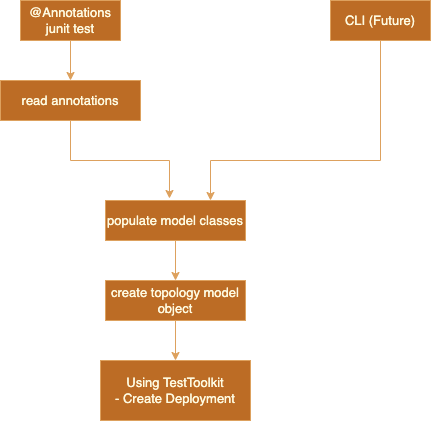 @Annotations
junit test
CLI (Future)
read annotations
populate model classes
create topology model
object
Using TestToolkit
- Create Deployment